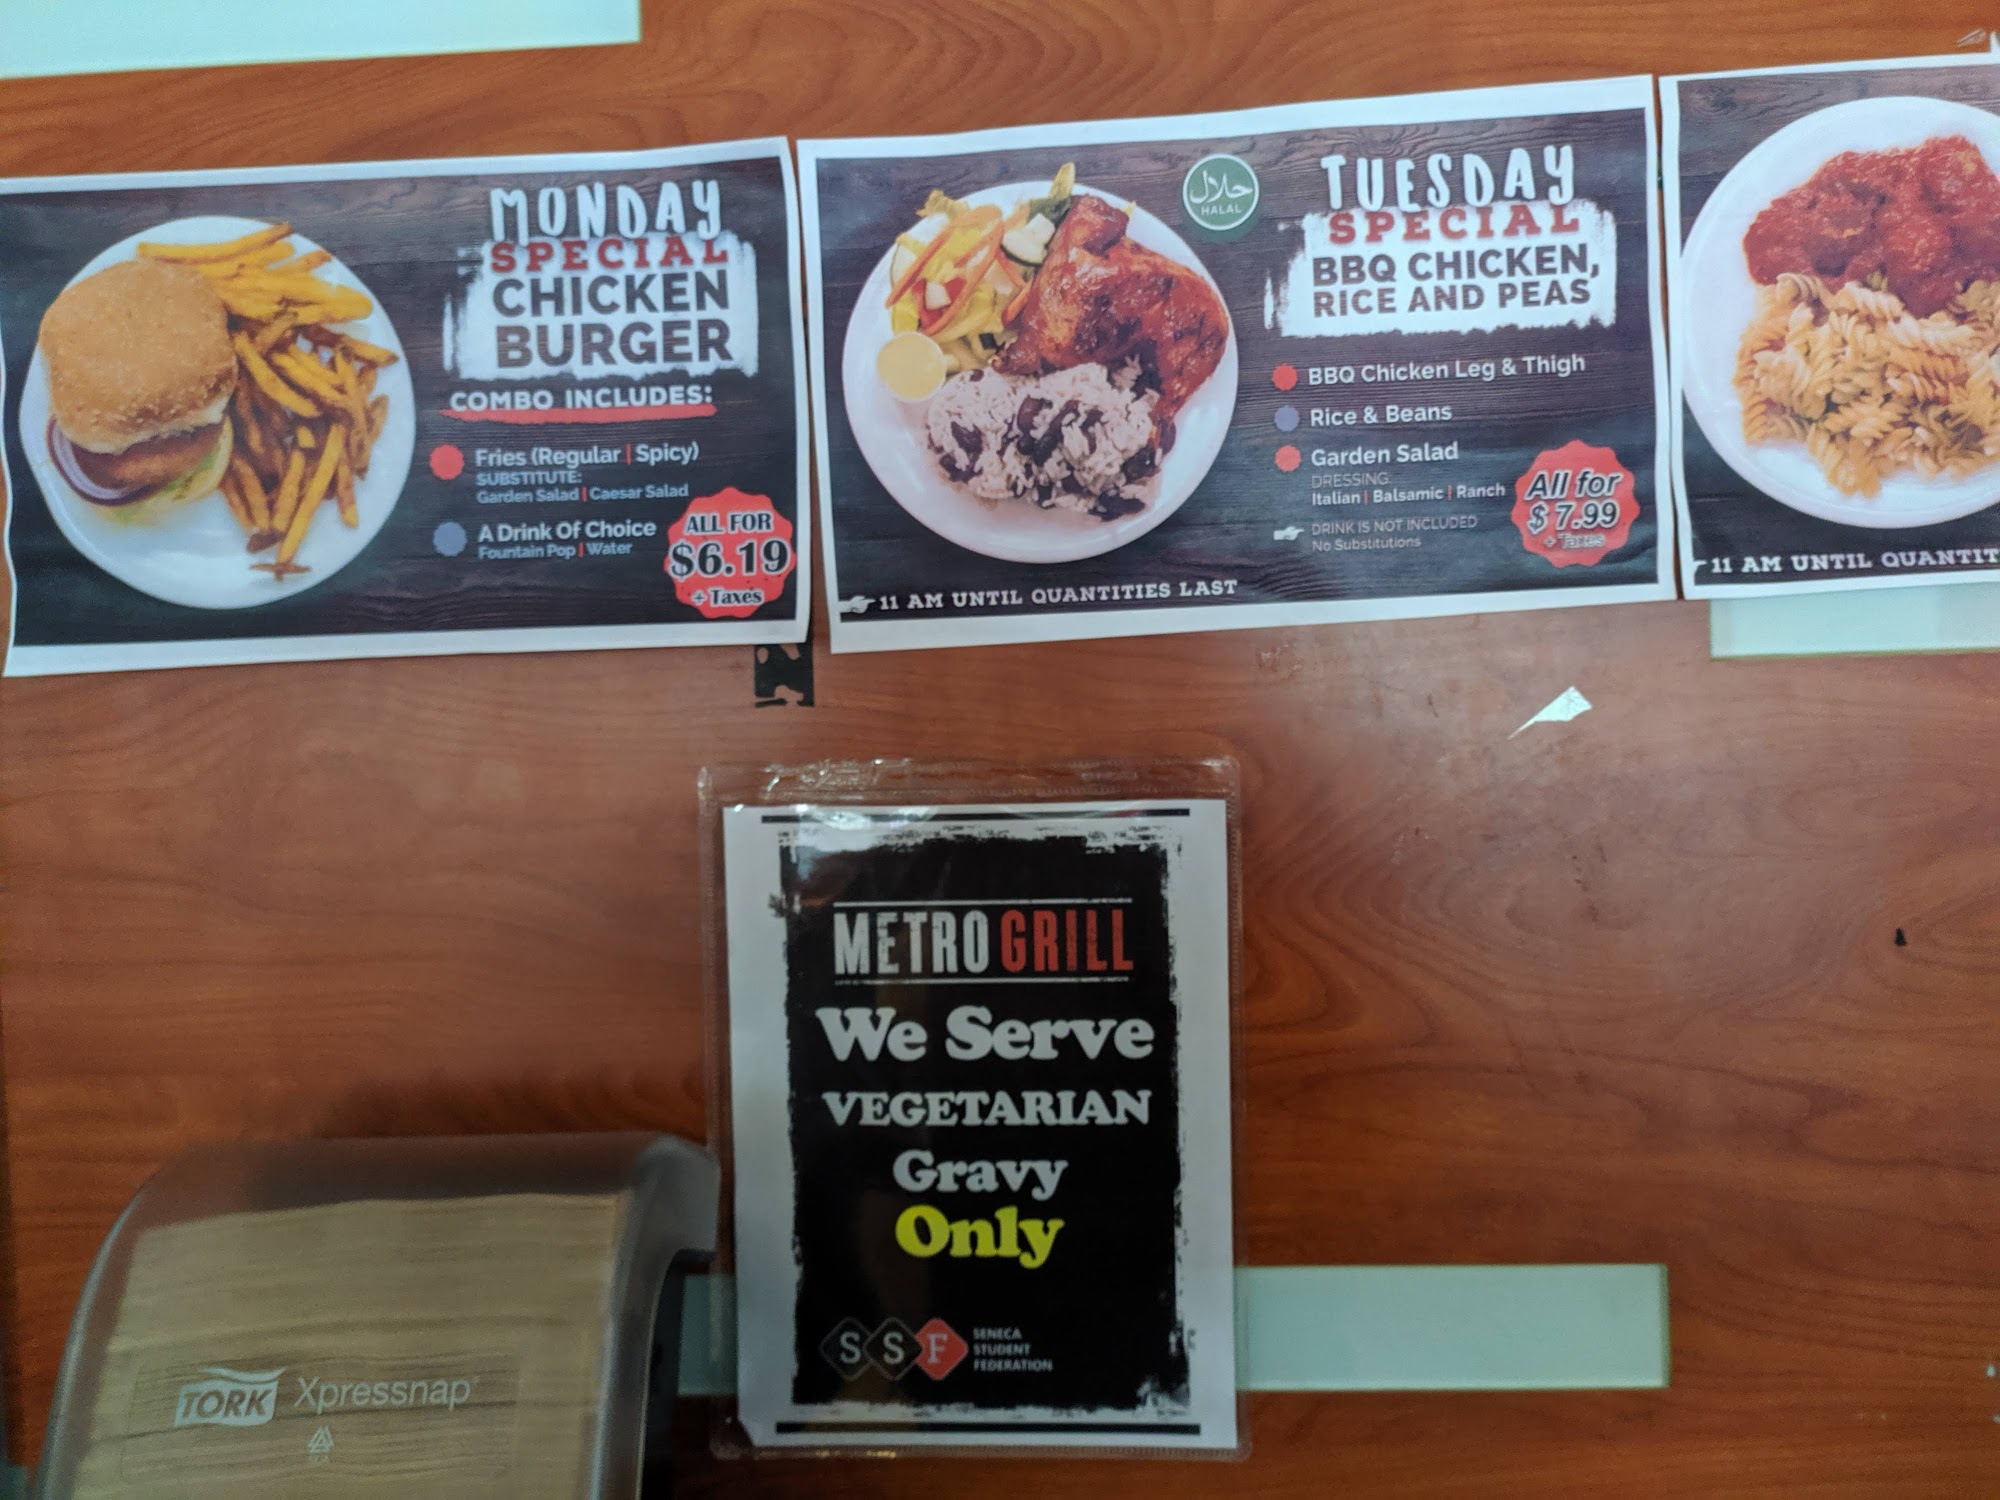 MONDAY
SPECIAL
CHICKEN
BURGER
COMBO INCLUDES:
Fries (Regular | Spicy)
SUBSTITUTE:
Garden Salad | Caesar Salad
A Drink Of Choice
Fountain Pop | Water
ALL FOR
$6.19
+ Taxes
حلال
HALAL
TUESDAY
SPECIAL
BBQ CHICKEN,
RICE AND PEAS
BBQ Chicken Leg & Thigh
Rice & Beans
Garden Salad
DRESSING:
Italian | Balsamic | Ranch
DRINK IS NOT INCLUDED
No Substitutions
All for
$ 7.99
+ Taxes
11 AM UNTIL QUANTITIES LAST
11 AM UNTIL QUANTIT
METRO GRILL
We Serve
VEGETARIAN
Gravy
Only
SSF
SENECA
STUDENT
FEDERATION
TORK Xpressnap